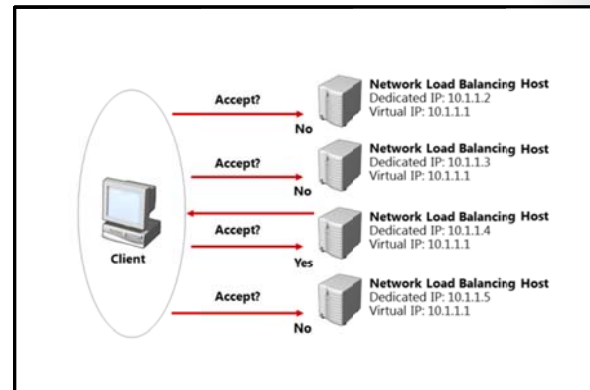 Network Load Balancing Host
Dedicated IP: 10.1.1.2
Virtual IP: 10.1.1.1
Accept?
No
Network Load Balancing Host
Dedicated IP: 10.1.1.3
Virtual IP: 10.1.1.1
Accept?
No
Network Load Balancing Host
Dedicated IP: 10.1.1.4
Virtual IP: 10.1.1.1
Accept?
Yes
Client
Network Load Balancing Host
Dedicated IP: 10.1.1.5
Virtual IP: 10.1.1.1
Accept?
No